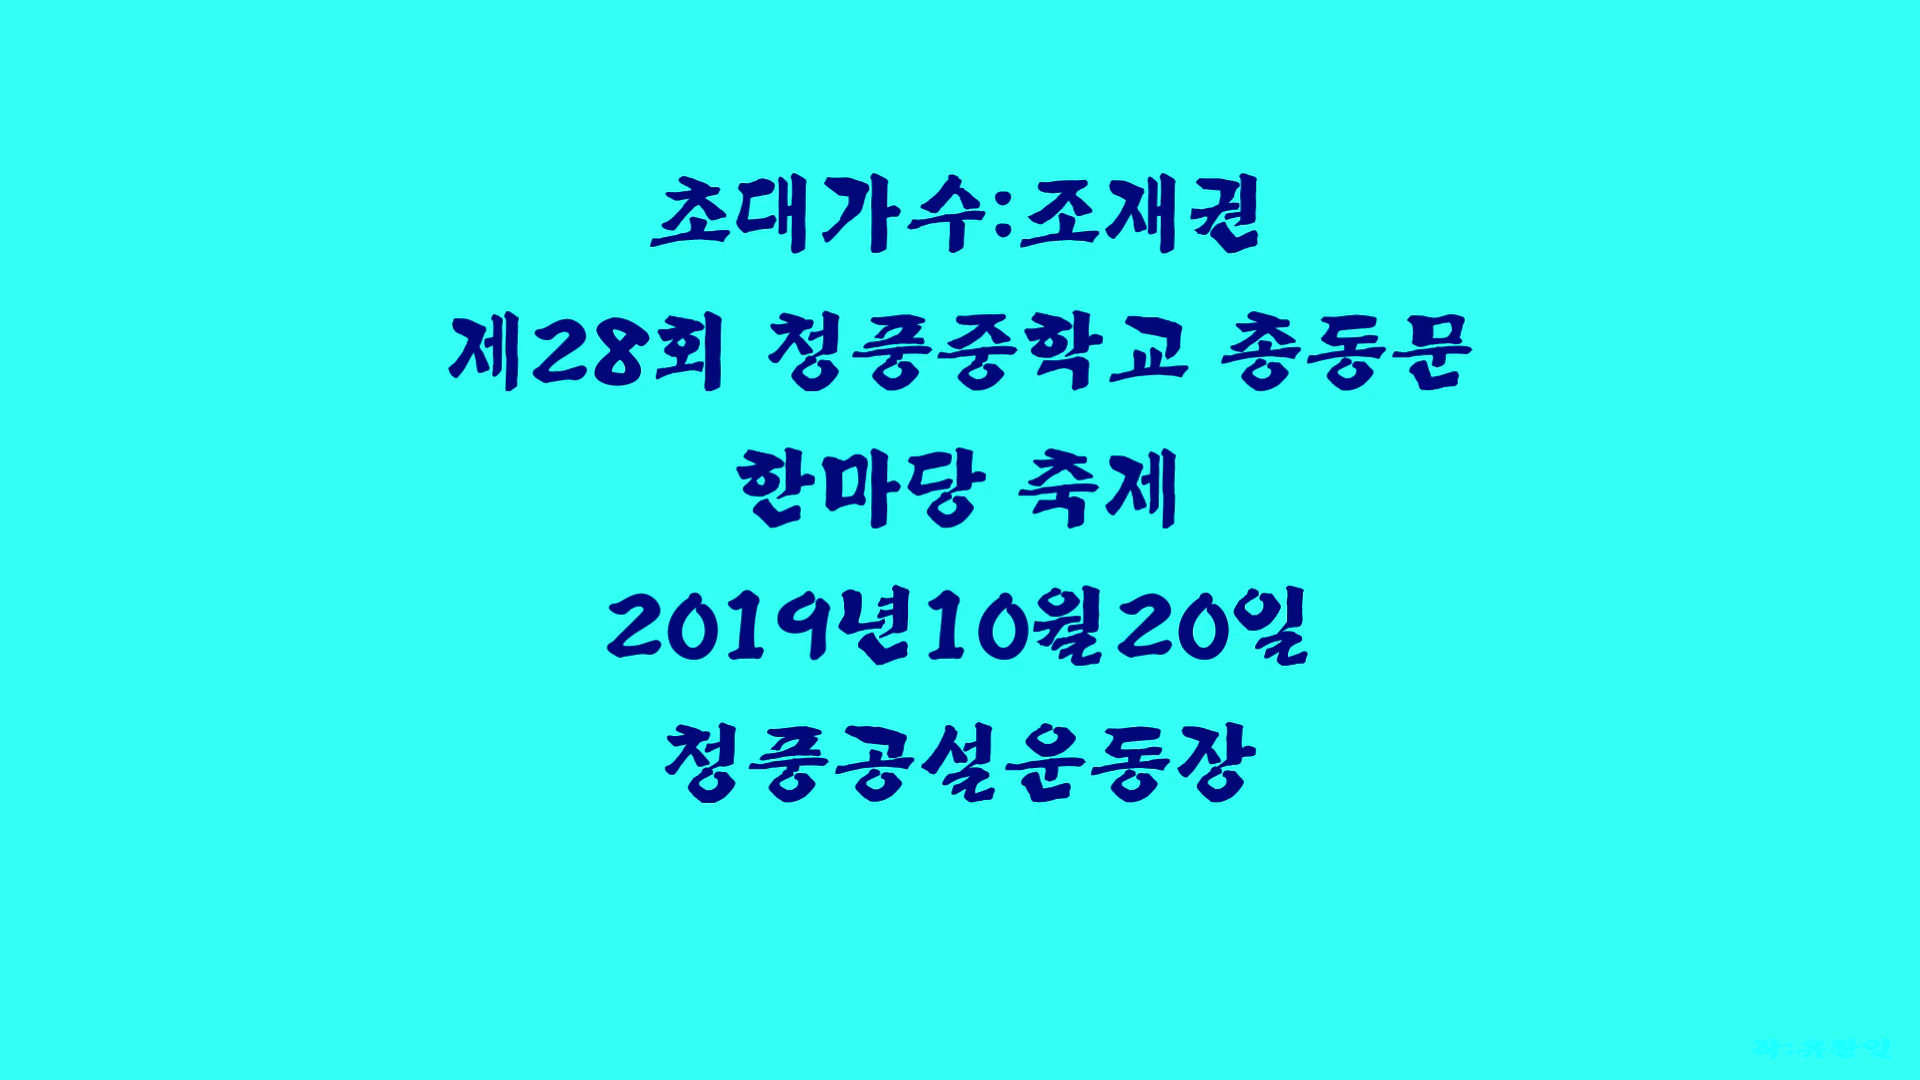 초대가수:조재권
제28회 청풍중학교 총동문
한마당 축제
2019년10월20일
청풍공설운동장